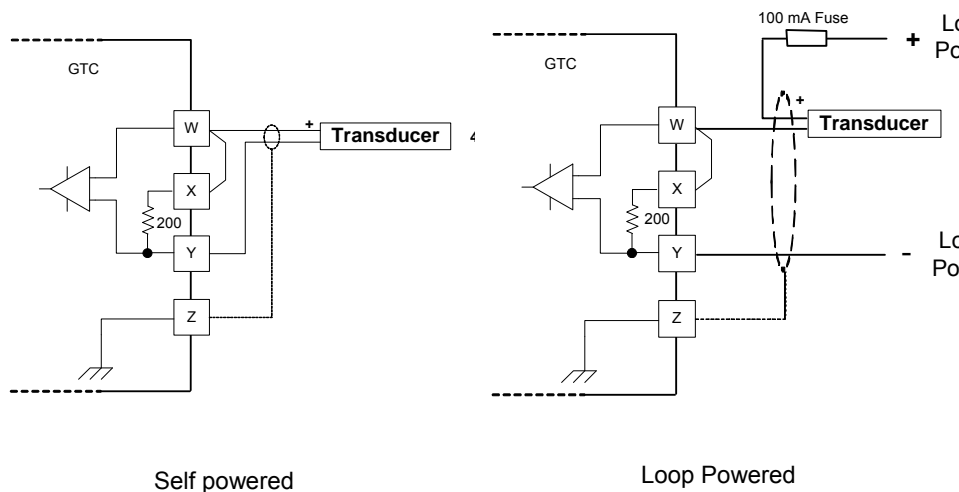 GTC
W
X
Y
Z
200
+
Transducer
Self powered
100 mA Fuse
+
GTC
W
X
Y
Z
200
+
Transducer
-
Loop Powered